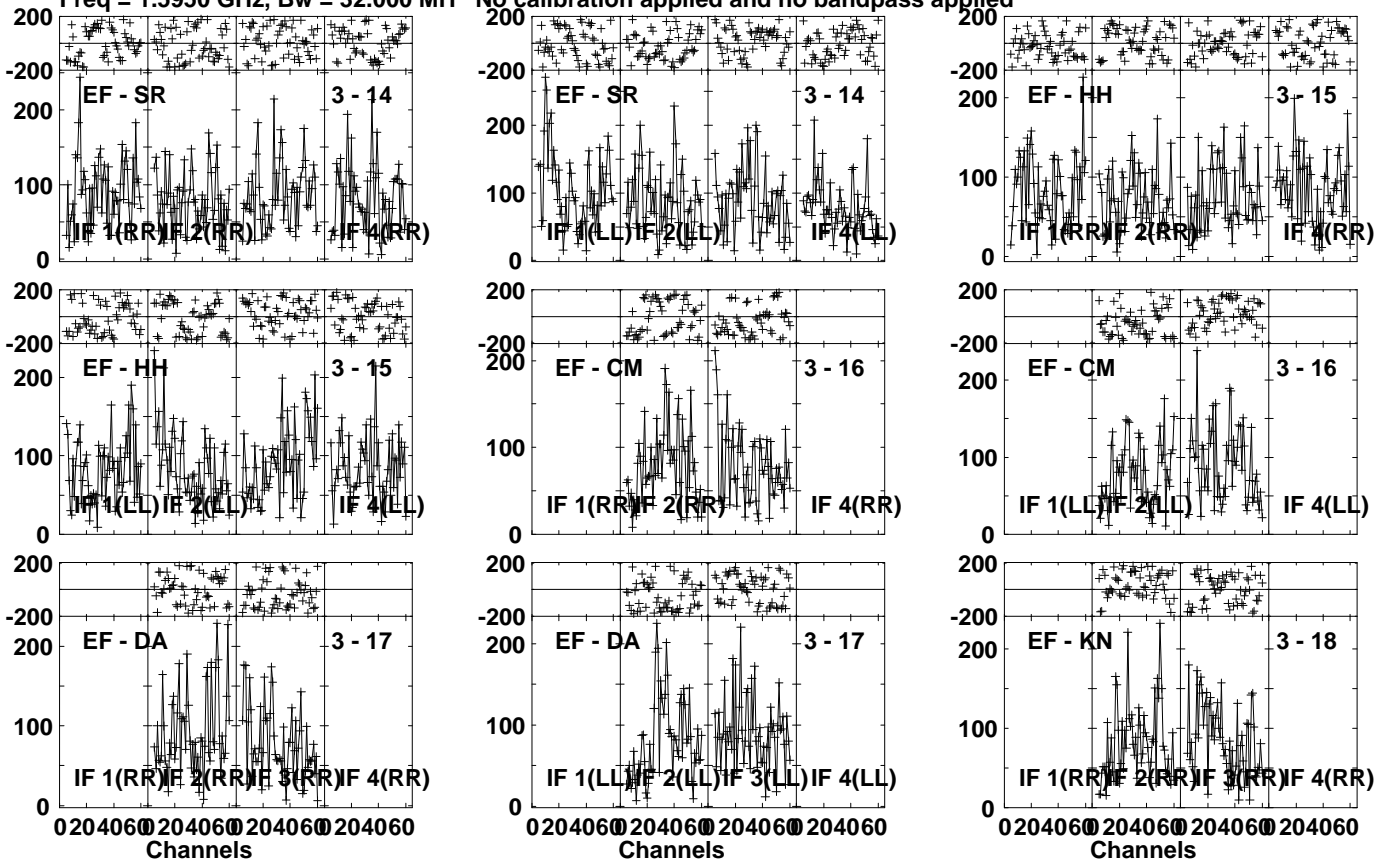 Freq = 1.5950 GHz, Bw = 32.000 MH No calibration applied and no bandpass applied
200
-200
200
100
0
EF - SR
3 - 14
IF 1(RR) IF 2(RR) IF 4(RR)
200
-200
200
100
0
EF - SR
3 - 14
IF 1(LL) IF 2(LL) IF 4(LL)
200
-200
200
100
0
EF - HH
3 - 15
IF 1(RR) IF 2(RR) IF 4(RR)
200
-200
200
100
0
EF - HH
3 - 15
IF 1(LL) IF 2(LL) IF 4(LL)
200
-200
200
100
0
EF - CM
3 - 16
IF 1(RR) IF 2(RR) IF 4(RR)
200
-200
200
100
0
EF - CM
3 - 16
IF 1(LL) IF 2(LL) IF 4(LL)
200
-200
200
100
0
EF - DA
3 - 17
IF 1(RR) IF 2(RR) IF 3(RR) IF 4(RR)
0 20 40 60 0 20 40 60 0 20 40 60 0 20 40 60
Channels
200
-200
200
100
0
EF - DA
3 - 17
IF 1(LL) IF 2(LL) IF 3(LL) IF 4(LL)
0 20 40 60 0 20 40 60 0 20 40 60 0 20 40 60
Channels
200
-200
200
100
0
EF - KN
3 - 18
IF 1(RR) IF 2(RR) IF 3(RR) IF 4(RR)
0 20 40 60 0 20 40 60 0 20 40 60 0 20 40 60
Channels